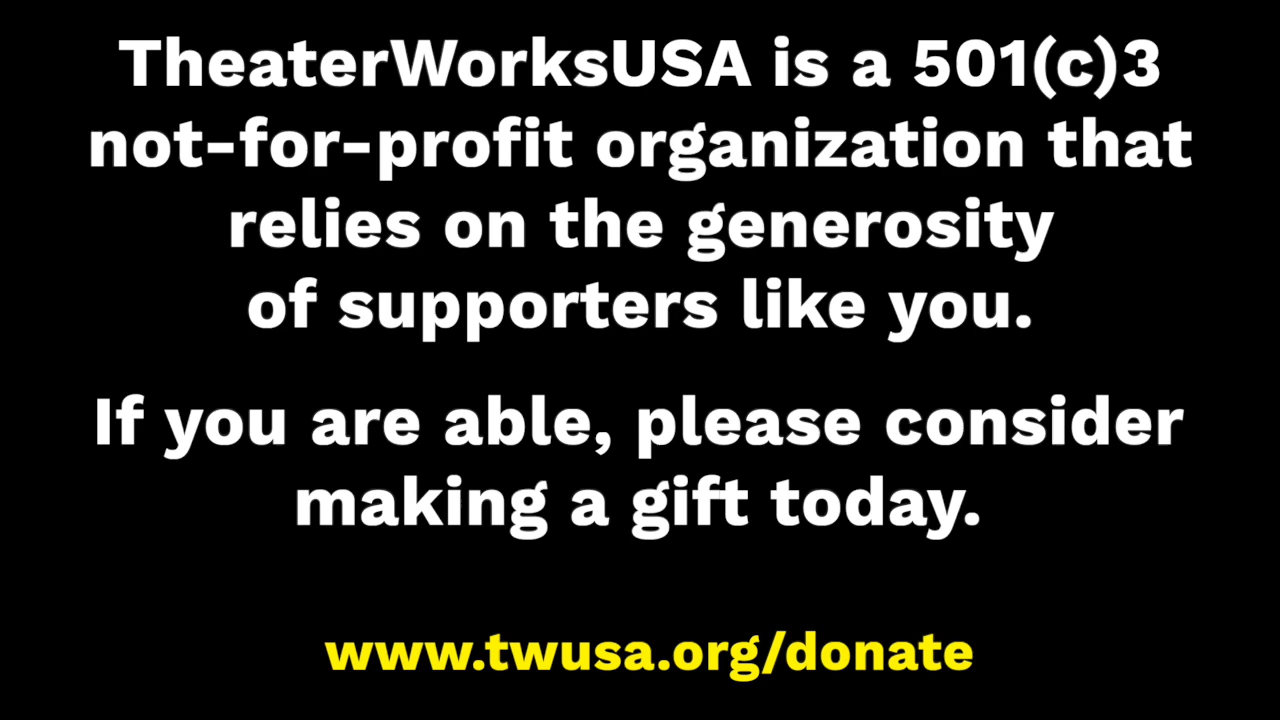 TheaterWorksUSA is a 501(c)3
not-for-profit organization that
relies on the generosity
of supporters like you.
If you are able, please consider
making a gift today.
www.twusa.org/donate